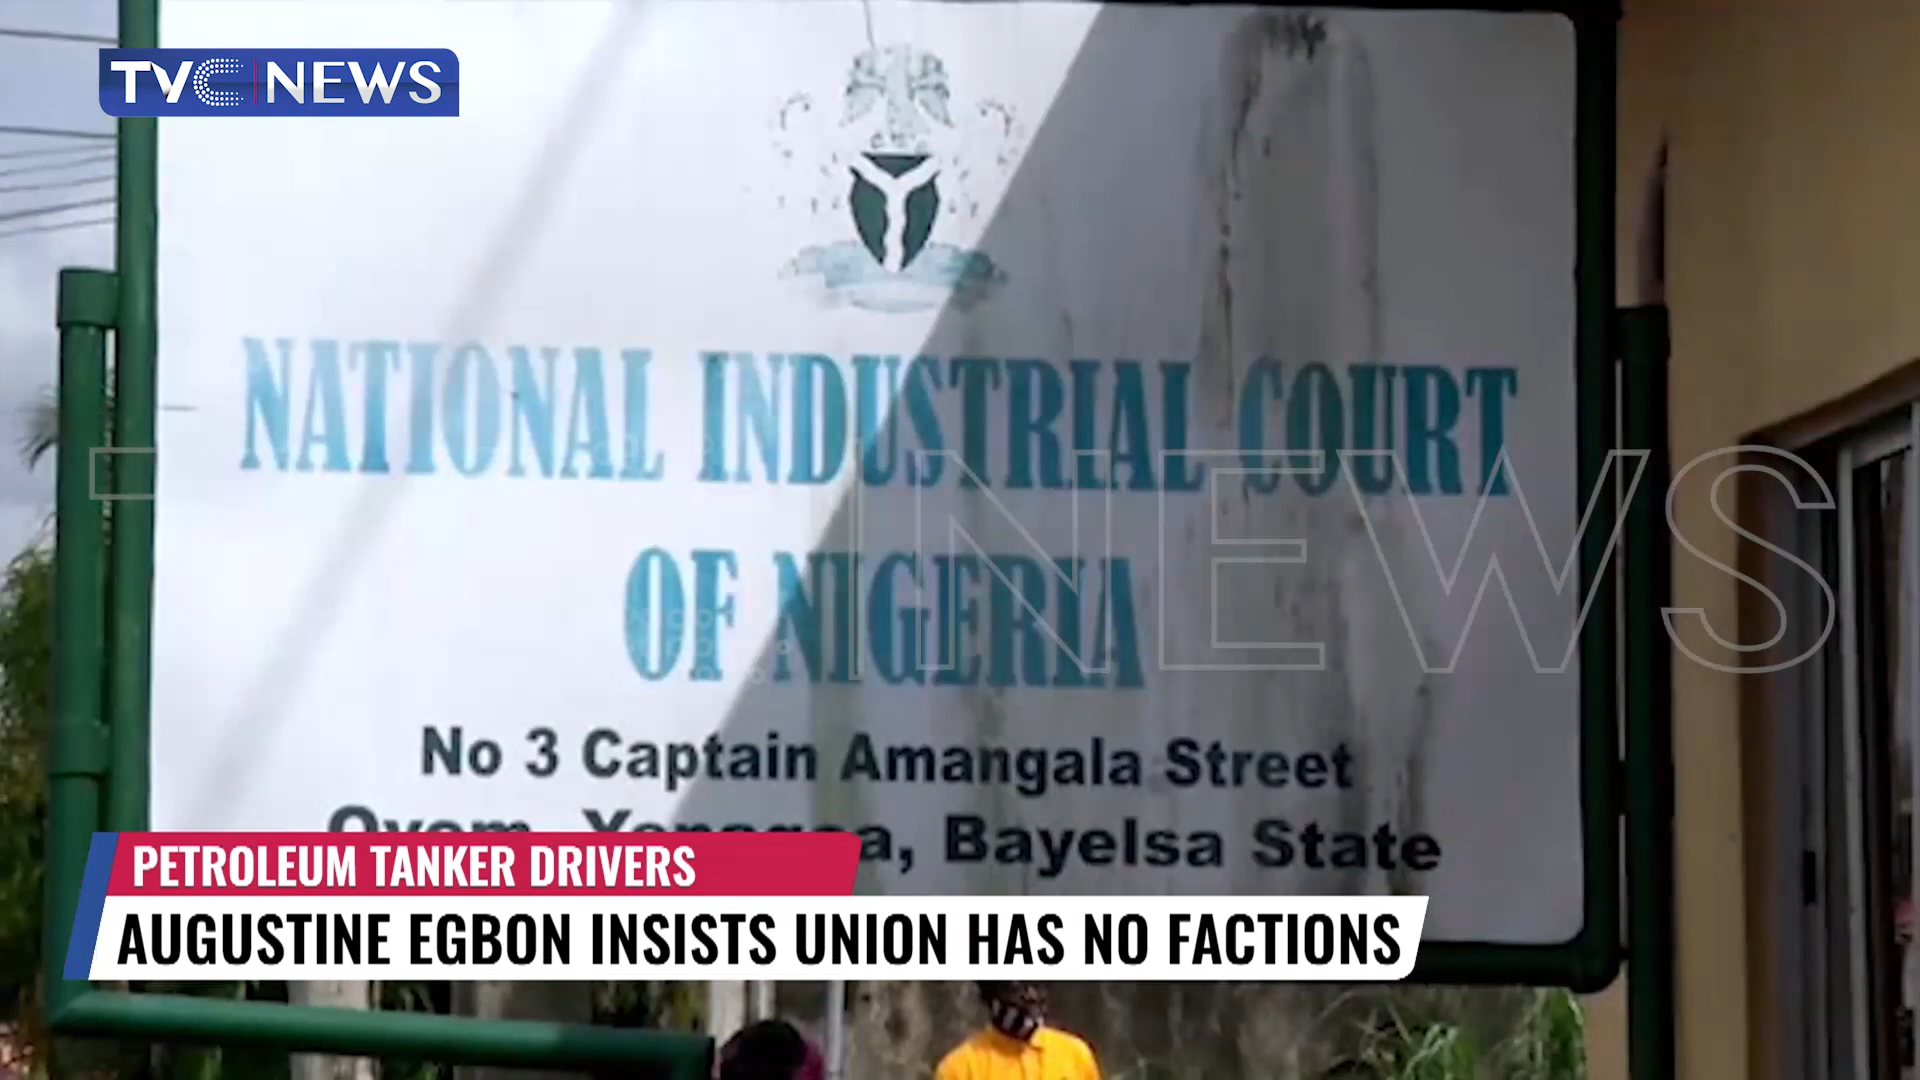 TVC NEWS
NATIONAL INDUSTRIAL COURT
OF NIGERIA
NEWS
No 3 Captain Amangala Street
Bayelsa State
PETROLEUM TANKER DRIVERS
AUGUSTINE EGBON INSISTS UNION HAS NO FACTIONS